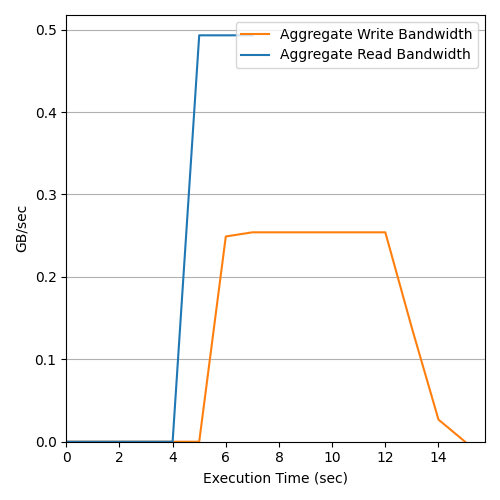 Aggregate Write Bandwidth
Aggregate Read Bandwidth
0.5
0.4
0.3
0.2
0.1
0.0
GB/sec
0 2 4 6 8 10 12 14
Execution Time (sec)